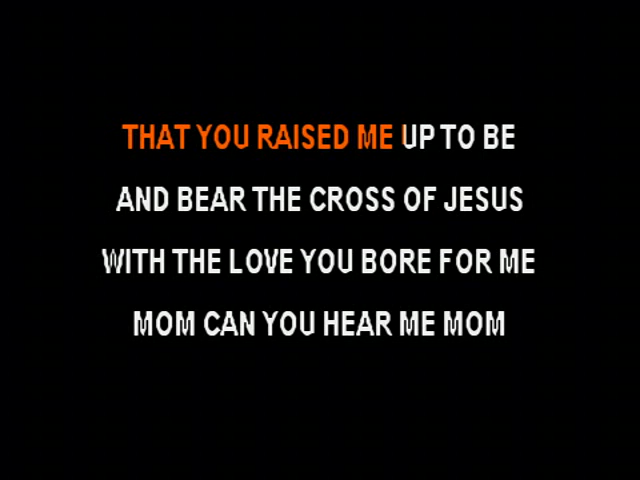 THAT YOU RAISED ME UP TO BE
AND BEAR THE CROSS OF JESUS
WITH THE LOVE YOU BORE FOR ME
MOM CAN YOU HEAR ME MOM